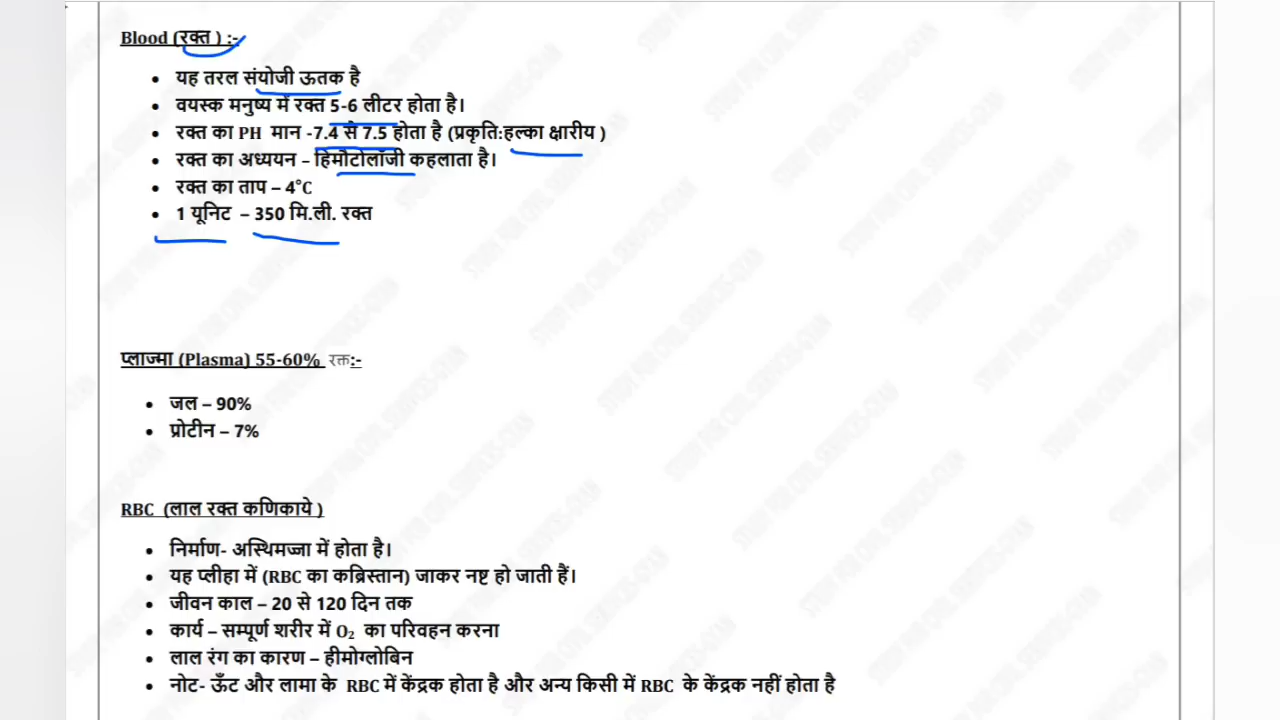 Blood (रक्त ) :-
यह तरल संयोजी ऊतक है
वयस्क मनुष्य में रक्त 5-6 लीटर होता है।
रक्त का PH मान -7.4 से 7.5 होता है (प्रकृति:हल्का क्षारीय )
रक्त का अध्ययन – हिमौटोलॉजी कहलाता है।
रक्त का ताप – 4°C
1 यूनिट – 350 मि.ली. रक्त
प्लाज्मा (Plasma) 55-60% रक्त:-
जल – 90%
प्रोटीन – 7%
RBC (लाल रक्त कणिकाये )
निर्माण- अस्थिमज्जा में होता है।
यह प्लीहा में (RBC का कब्रिस्तान) जाकर नष्ट हो जाती हैं।
जीवन काल – 20 से 120 दिन तक
कार्य – सम्पूर्ण शरीर में O₂ का परिवहन करना
लाल रंग का कारण – हीमोग्लोबिन
नोट- ऊँट और लामा के RBC में केंद्रक होता है और अन्य किसी में RBC के केंद्रक नहीं होता है